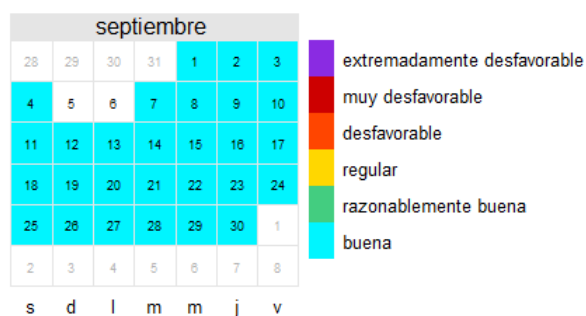 septiembre
28 29 30 31 1 2 3
4 5 6 7 8 9 10
11 12 13 14 15 16 17
18 19 20 21 22 23 24
25 26 27 28 29 30 1
2 3 4 5 6 7 8
s d l m m j v
extremadamente desfavorable
muy desfavorable
desfavorable
regular
razonablemente buena
buena